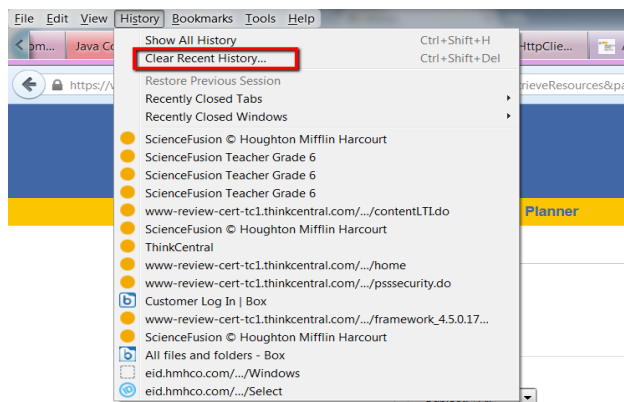 File Edit View History Bookmarks Tools Help
Java Co
HttpClie...
Show All History Ctrl+Shift+H
Clear Recent History... Ctrl+Shift+Del
https://
rieveResources&pa
Restore Previous Session
Recently Closed Tabs
Recently Closed Windows
ScienceFusion © Houghton Mifflin Harcourt
ScienceFusion Teacher Grade 6
ScienceFusion Teacher Grade 6
ScienceFusion Teacher Grade 6
www-review-cert-tc1.thinkcentral.com/.../contentLTI.do
Planner
ScienceFusion © Houghton Mifflin Harcourt
ThinkCentral
www-review-cert-tc1.thinkcentral.com/.../home
www-review-cert-tc1.thinkcentral.com/.../psssecurity.do
Customer Log In | Box
www-review-cert-tc1.thinkcentral.com/.../framework_4.5.0.17...
ScienceFusion © Houghton Mifflin Harcourt
All files and folders - Box
eid.hmhco.com/.../Windows
eid.hmhco.com/.../Select